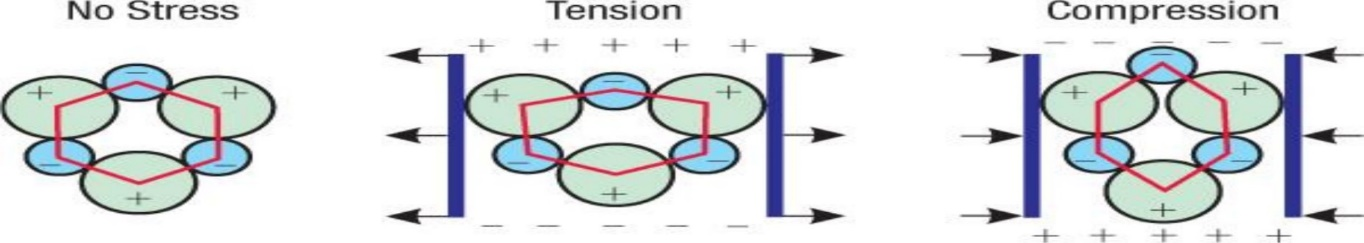 No Stress
Tension
Compression
+ + + + +
− − − − −
− + +
− −
+
− + +
− −
+
− + +
− −
+
− − − − −
+ + + + +